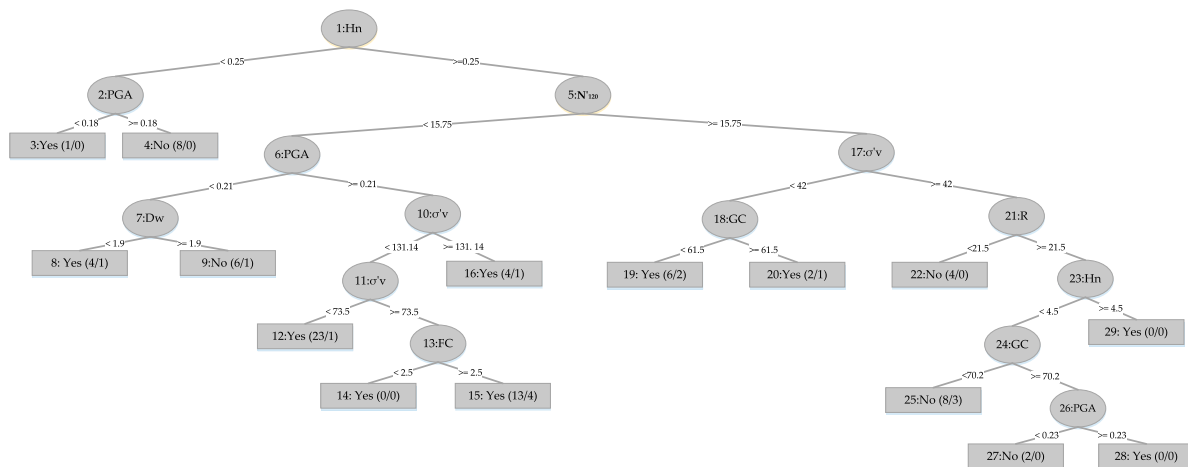 1:Hn
< 0.25
>=0.25
2:PGA
5:N'120
< 0.18
>= 0.18
< 15.75
>= 15.75
3:Yes (1/0)
4:No (8/0)
6:PGA
17:σ'v
< 0.21
>= 0.21
< 42
>= 42
7:Dw
10:σ'v
18:GC
21:R
< 1.9
>= 1.9
< 131.14
>= 131. 14
< 61.5
>= 61.5
<21.5
>= 21.5
8: Yes (4/1)
9:No (6/1)
11:σ'v
16:Yes (4/1)
19: Yes (6/2)
20:Yes (2/1)
22:No (4/0)
23:Hn
< 73.5
>= 73.5
< 4.5
>= 4.5
12:Yes (23/1)
13:FC
24:GC
29: Yes (0/0)
< 2.5
>= 2.5
<70.2
>= 70.2
14: Yes (0/0)
15: Yes (13/4)
25:No (8/3)
26:PGA
< 0.23
>= 0.23
27:No (2/0)
28: Yes (0/0)